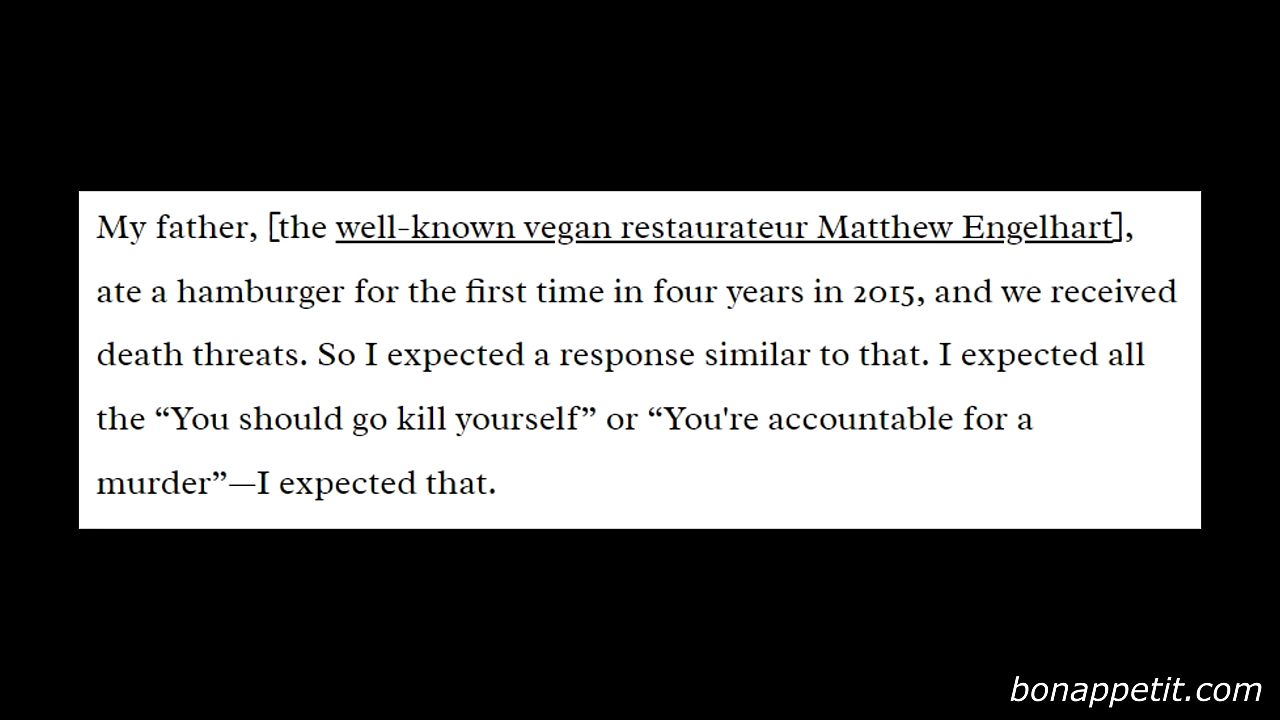 My father, [the well-known vegan restaurateur Matthew Engelhart],
ate a hamburger for the first time in four years in 2015, and we received
death threats. So I expected a response similar to that. I expected all
the “You should go kill yourself” or “You're accountable for a
murder”—I expected that.
bonappetit.com